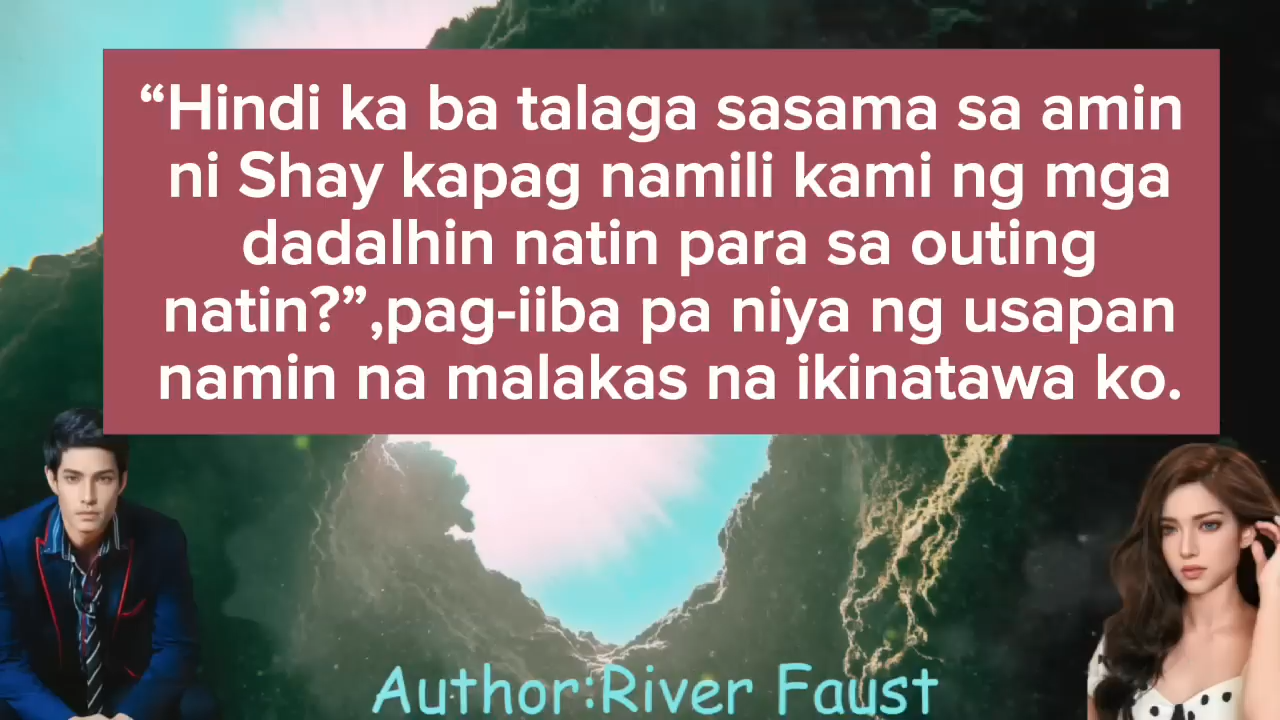 “Hindi ka ba talaga sasama sa amin
ni Shay kapag namili kami ng mga
dadalhin natin para sa outing
natin?”,pag-iiba pa niya ng usapan
namin na malakas na ikinatawa ko.
Author:River Faust